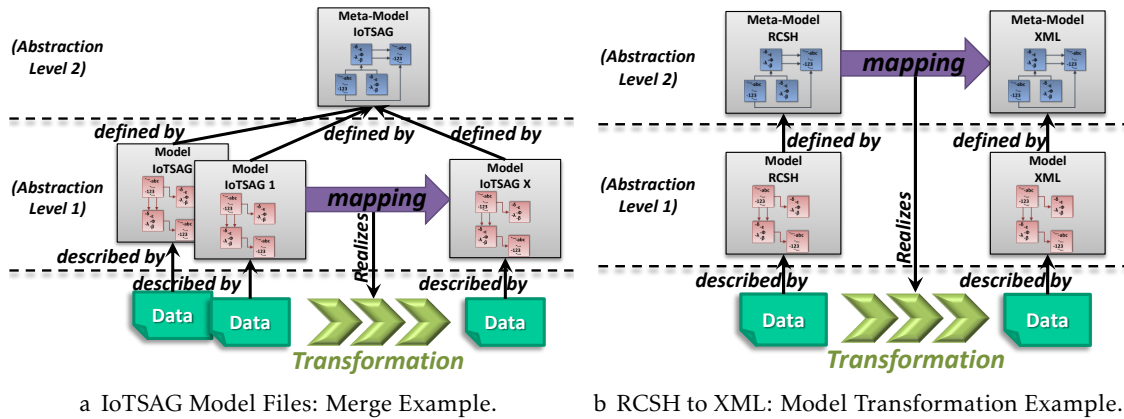 Meta-Model
IoTSAG
(Abstraction
Level 2)
defined by
defined by
defined by
Model
IoTSAG
Model
IoTSAG 1
Model
IoTSAG X
mapping
(Abstraction
Level 1)
Realizes
described by
described by
described by
Data
Data
Data
Transformation
a IoTSAG Model Files: Merge Example.
Meta-Model
RCSH
Meta-Model
XML
(Abstraction
Level 2)
mapping
defined by
defined by
Model
RCSH
Model
XML
(Abstraction
Level 1)
Realizes
described by
described by
Data
Data
Transformation
b RCSH to XML: Model Transformation Example.